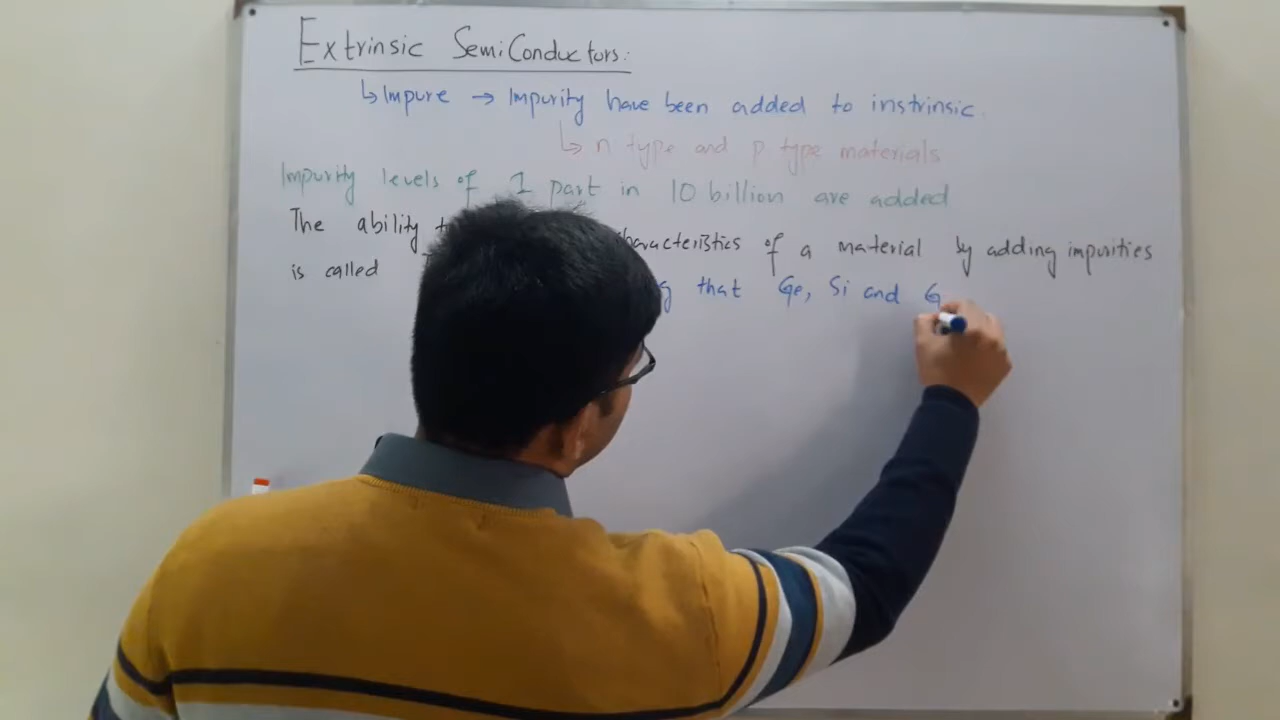 Extrinsic SemiConductors:
↳ Impure → Impurity have been added to instrinsic.
↳ n type and p type materials
Impurity levels of 1 part in 10 billion are added
The ability characteristics of a material by adding impurities
is called that Ge, Si and G